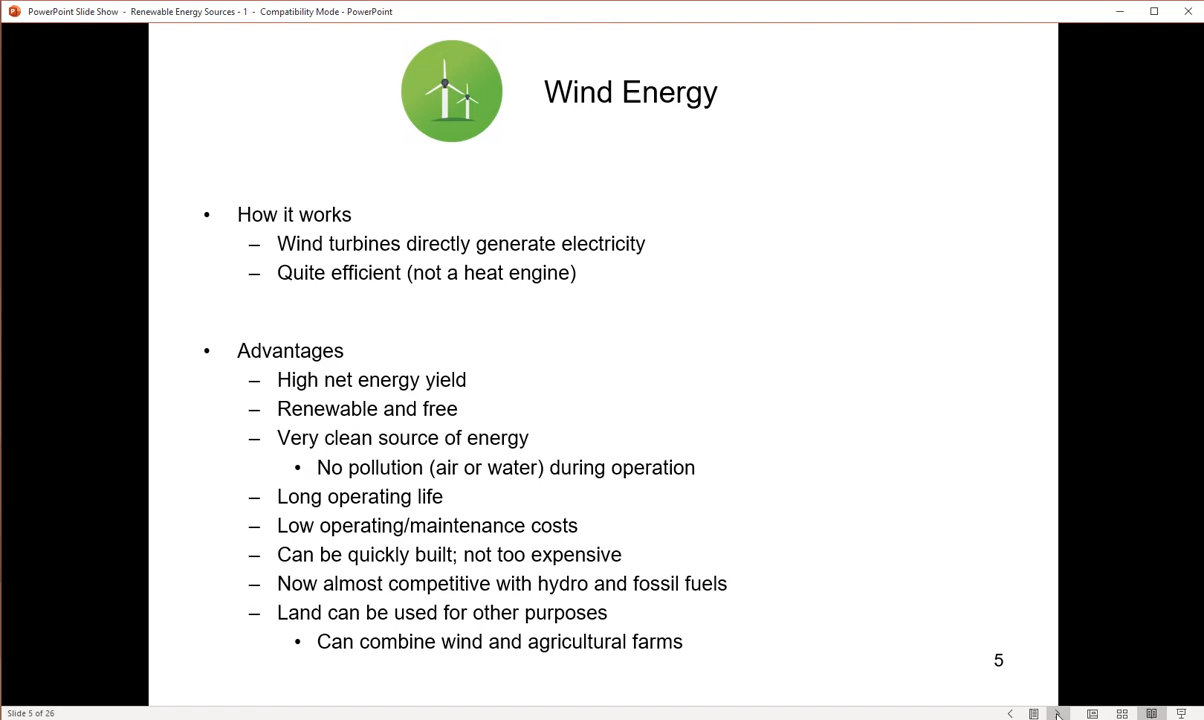 PowerPoint Slide Show - Renewable Energy Sources - 1 - Compatibility Mode - PowerPoint
Wind Energy
• How it works
– Wind turbines directly generate electricity
– Quite efficient (not a heat engine)
• Advantages
– High net energy yield
– Renewable and free
– Very clean source of energy
• No pollution (air or water) during operation
– Long operating life
– Low operating/maintenance costs
– Can be quickly built; not too expensive
– Now almost competitive with hydro and fossil fuels
– Land can be used for other purposes
• Can combine wind and agricultural farms
5
Slide 5 of 26